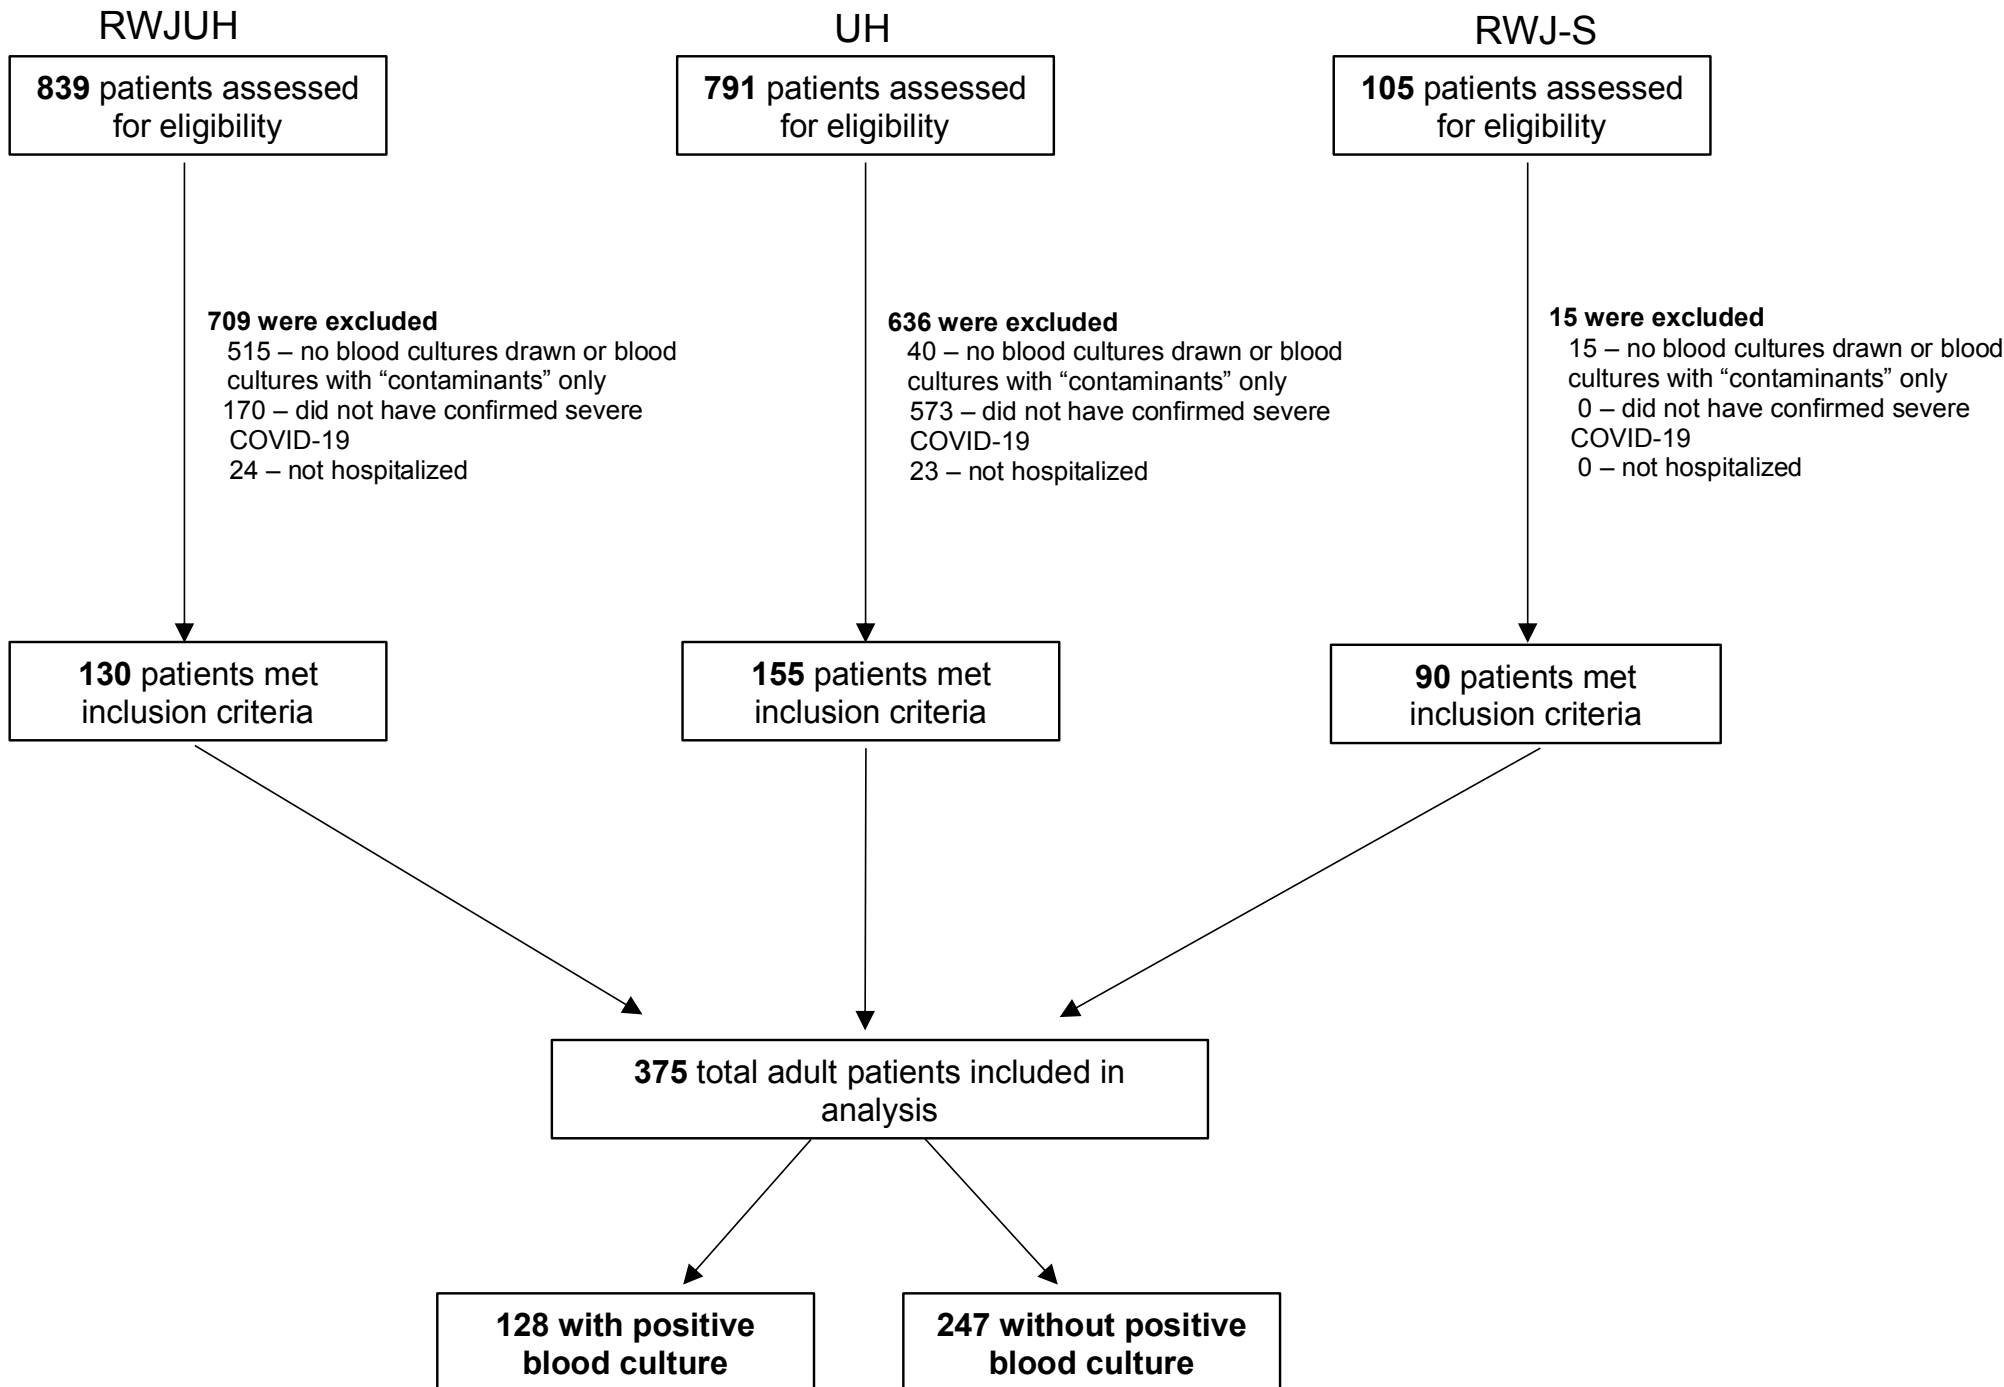 RWJUH
839 patients assessed
for eligibility
709 were excluded
515 – no blood cultures drawn or blood
cultures with “contaminants” only
170 – did not have confirmed severe
COVID-19
24 – not hospitalized
130 patients met
inclusion criteria
UH
791 patients assessed
for eligibility
636 were excluded
40 – no blood cultures drawn or blood
cultures with “contaminants” only
573 – did not have confirmed severe
COVID-19
23 – not hospitalized
155 patients met
inclusion criteria
RWJ-S
105 patients assessed
for eligibility
15 were excluded
15 – no blood cultures drawn or blood
cultures with “contaminants” only
0 – did not have confirmed severe
COVID-19
0 – not hospitalized
90 patients met
inclusion criteria
375 total adult patients included in
analysis
128 with positive
blood culture
247 without positive
blood culture